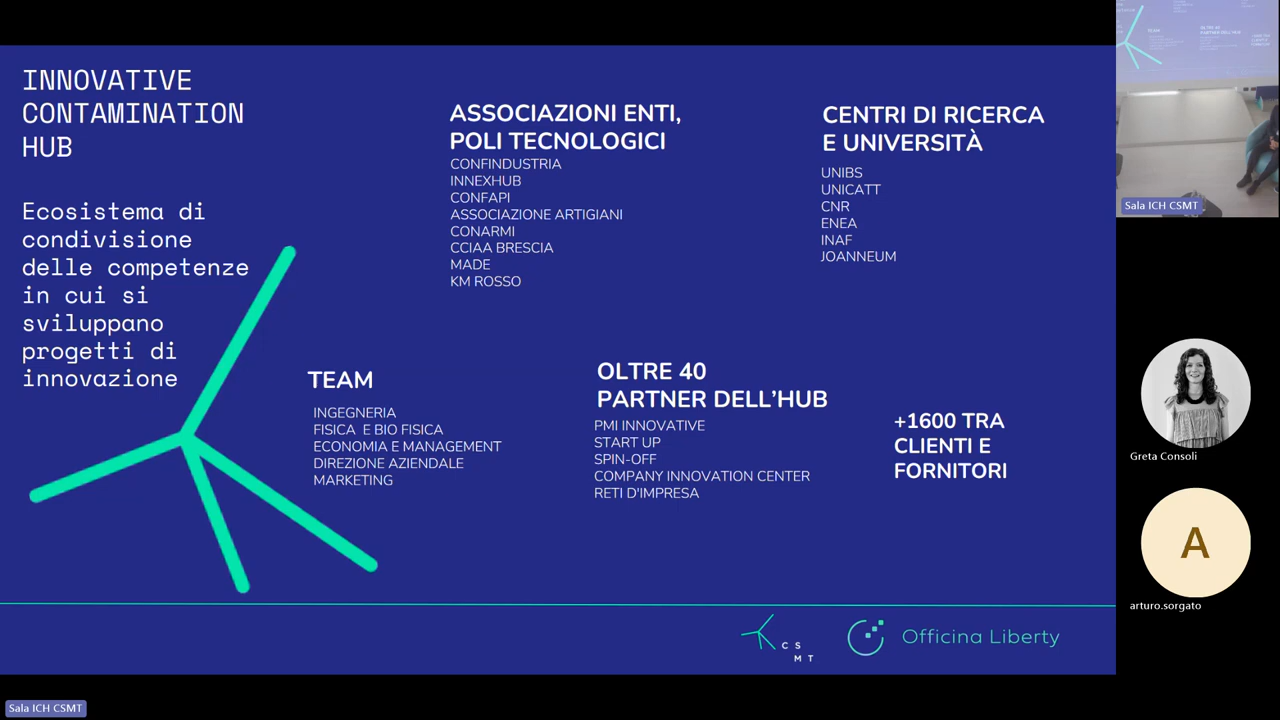 INNOVATIVE
CONTAMINATION
HUB
Ecosistema di
condivisione
delle competenze
in cui si
sviluppano
progetti di
innovazione
ASSOCIAZIONI ENTI,
POLI TECNOLOGICI
CONFINDUSTRIA
INNEXHUB
CONFAPI
ASSOCIAZIONE ARTIGIANI
CONARMI
CCIAA BRESCIA
MADE
KM ROSSO
CENTRI DI RICERCA
E UNIVERSITÀ
UNIBS
UNICATT
CNR
ENEA
INAF
JOANNEUM
TEAM
INGEGNERIA
FISICA E BIO FISICA
ECONOMIA E MANAGEMENT
DIREZIONE AZIENDALE
MARKETING
OLTRE 40
PARTNER DELL'HUB
PMI INNOVATIVE
START UP
SPIN-OFF
COMPANY INNOVATION CENTER
RETI D'IMPRESA
+1600 TRA
CLIENTI E
FORNITORI
C S
M T
Officina Liberty
Sala ICH CSMT
Sala ICH CSMT
Greta Consoli
A
arturo.sorgato